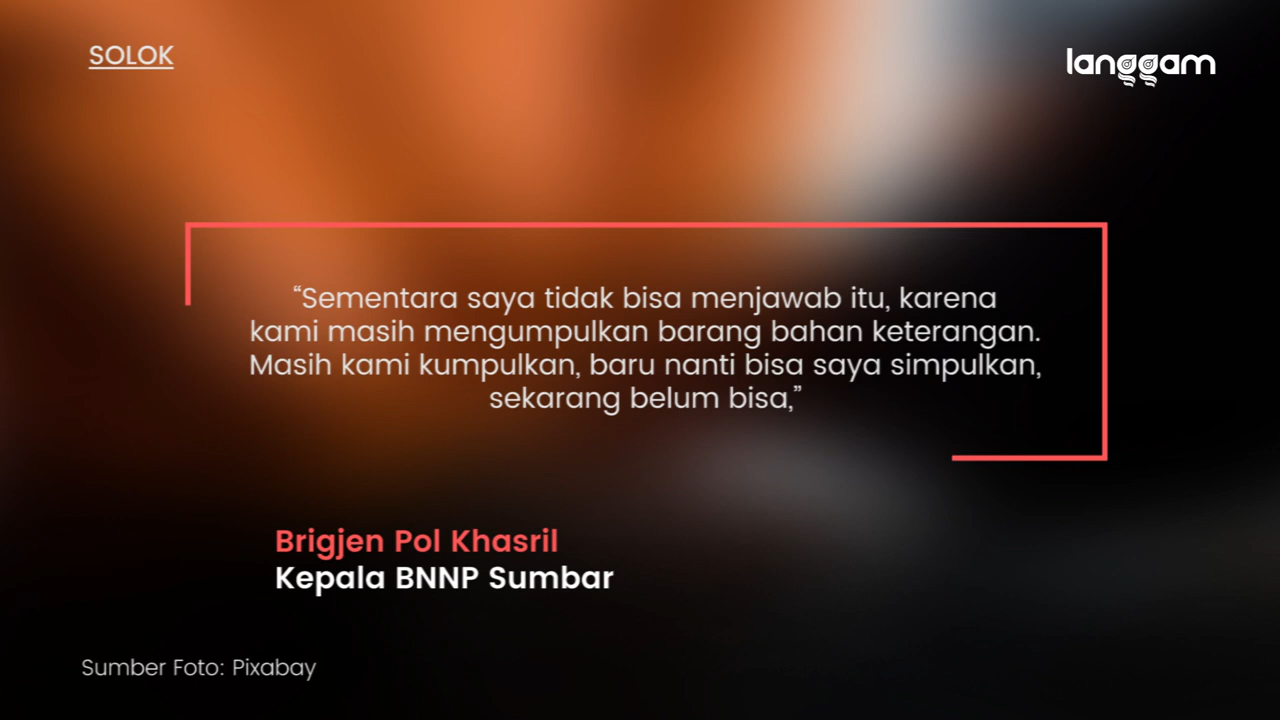 SOLOK
langgam
“Sementara saya tidak bisa menjawab itu, karena
kami masih mengumpulkan barang bahan keterangan.
Masih kami kumpulkan, baru nanti bisa saya simpulkan,
sekarang belum bisa,”
Brigjen Pol Khasril
Kepala BNNP Sumbar
Sumber Foto: Pixabay